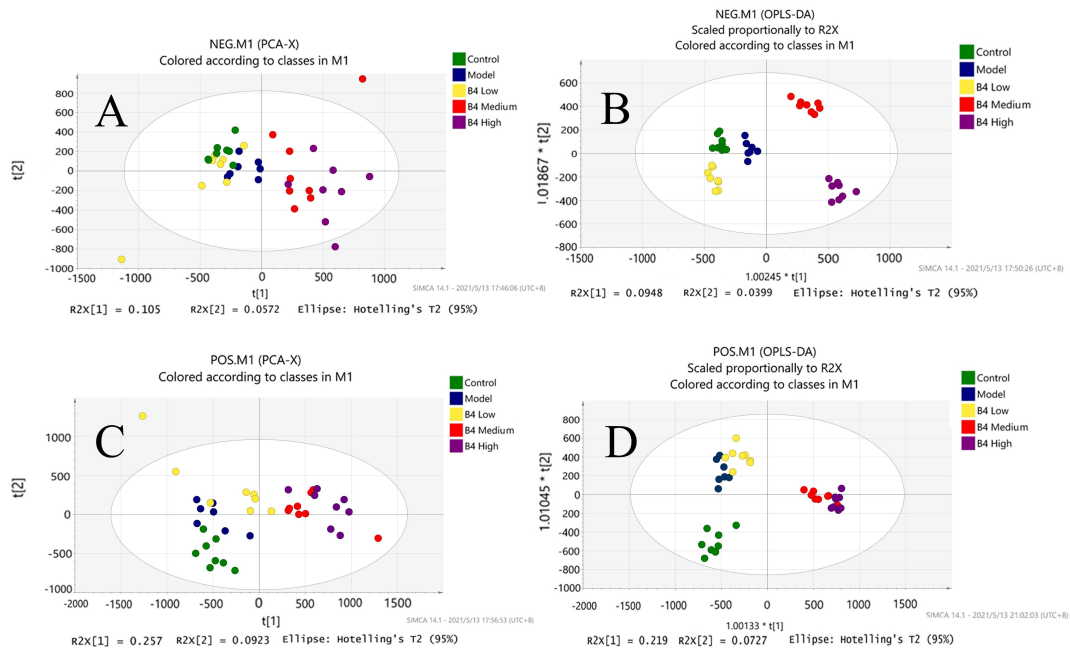 NEG.M1 (PCA-X)
Colored according to classes in M1
A
Control
Model
B4 Low
B4 Medium
B4 High
t[2]
800
600
400
200
0
-200
-400
-600
-800
-1000
-1500
-1000
-500
0
500
1000
t[1]
SIMCA 14.1 - 2021/5/13 17:46:06 (UTC+8)
R2X[1] = 0.105 R2X[2] = 0.0572 Ellipse: Hotelling's T2 (95%)
NEG.M1 (OPLS-DA)
Scaled proportionally to R2X
Colored according to classes in M1
B
Control
Model
B4 Low
B4 Medium
B4 High
1.01867 * t[2]
600
400
200
0
-200
-400
-600
-800
-1500
-1000
-500
0
500
1000
1.00245 * t[1]
SIMCA 14.1 - 2021/5/13 17:50:26 (UTC+8)
R2X[1] = 0.0948 R2X[2] = 0.0399 Ellipse: Hotelling's T2 (95%)
POS.M1 (PCA-X)
Colored according to classes in M1
C
Control
Model
B4 Low
B4 Medium
B4 High
t[2]
1000
500
0
-500
-1000
-2000
-1500
-1000
-500
0
500
1000
1500
2000
t[1]
SIMCA 14.1 - 2021/5/13 17:56:53 (UTC+8)
R2X[1] = 0.257 R2X[2] = 0.0923 Ellipse: Hotelling's T2 (95%)
POS.M1 (OPLS-DA)
Scaled proportionally to R2X
Colored according to classes in M1
D
Control
Model
B4 Low
B4 Medium
B4 High
1.01045 * t[2]
800
600
400
200
0
-200
-400
-600
-800
-1000
-2000
-1500
-1000
-500
0
500
1000
1500
2000
1.00133 * t[1]
SIMCA 14.1 - 2021/5/13 21:02:03 (UTC+8)
R2X[1] = 0.219 R2X[2] = 0.0727 Ellipse: Hotelling's T2 (95%)